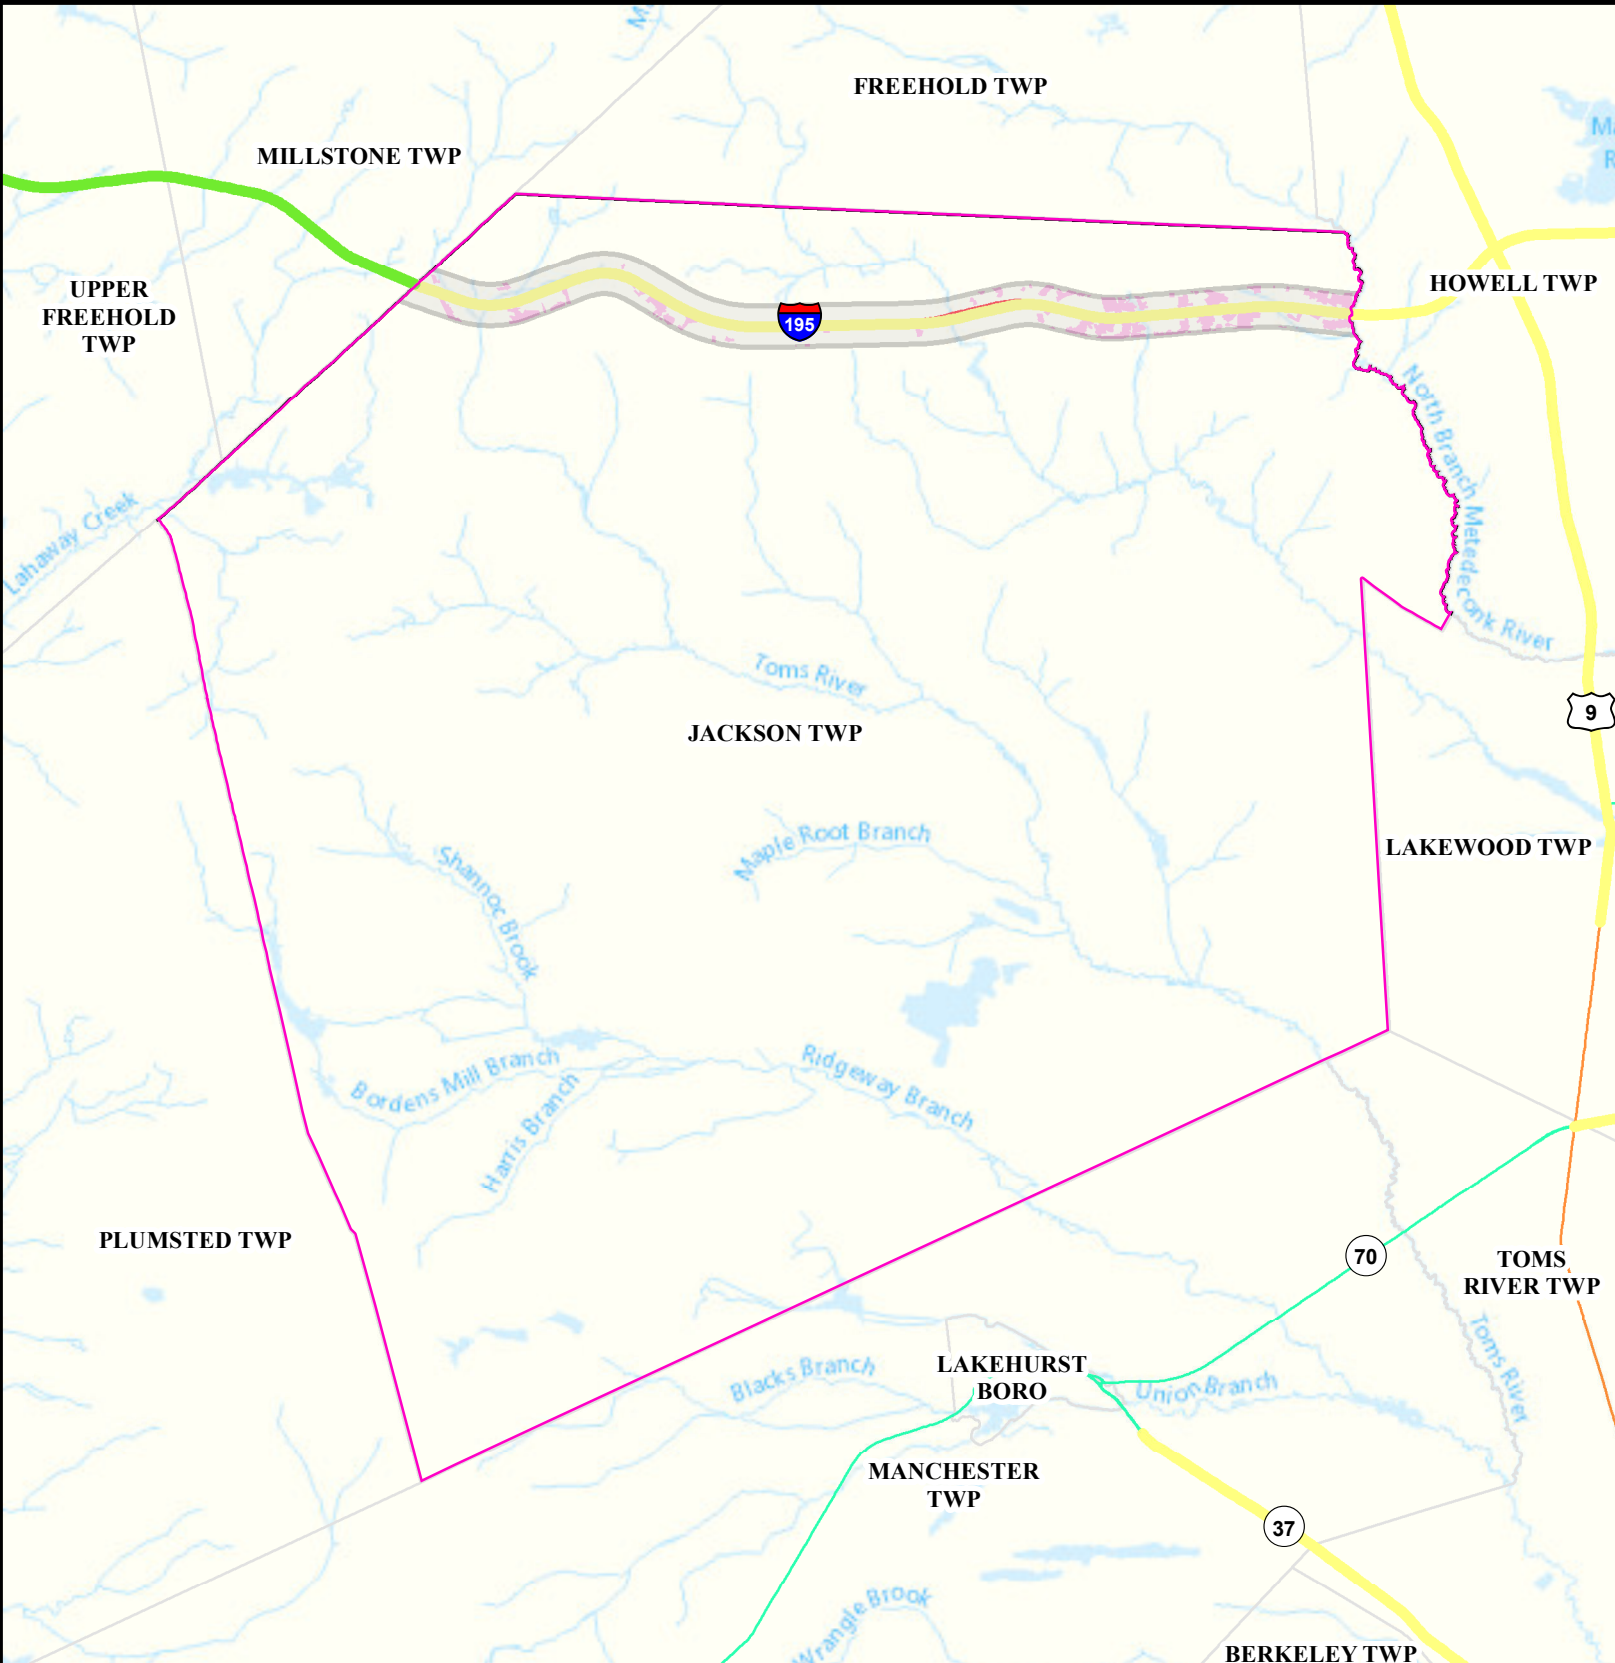 FREEHOLD TWP
MILLSTONE TWP
UPPER
FREEHOLD
TWP
HOWELL TWP
195
North Branch Metedeconk River
Lahaway Creek
Toms River
9
JACKSON TWP
Maple Root Branch
LAKEWOOD TWP
Shannoc Brook
Bordens Mill Branch
Harris Branch
Ridgeway Branch
PLUMSTED TWP
70
TOMS
RIVER TWP
Toms River
LAKEHURST
BORO
Blacks Branch
Union Branch
MANCHESTER
TWP
37
Wrangle Brook
BERKELEY TWP